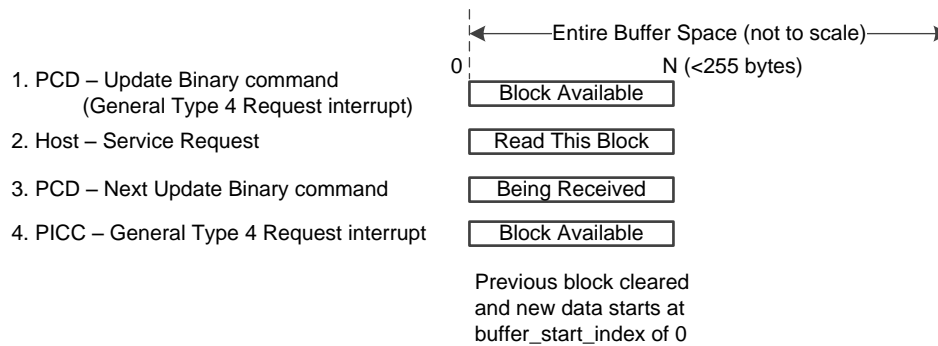 Entire Buffer Space (not to scale)
0 N (<255 bytes)
1. PCD – Update Binary command
(General Type 4 Request interrupt)
Block Available
2. Host – Service Request
Read This Block
3. PCD – Next Update Binary command
Being Received
4. PICC – General Type 4 Request interrupt
Block Available
Previous block cleared
and new data starts at
buffer_start_index of 0